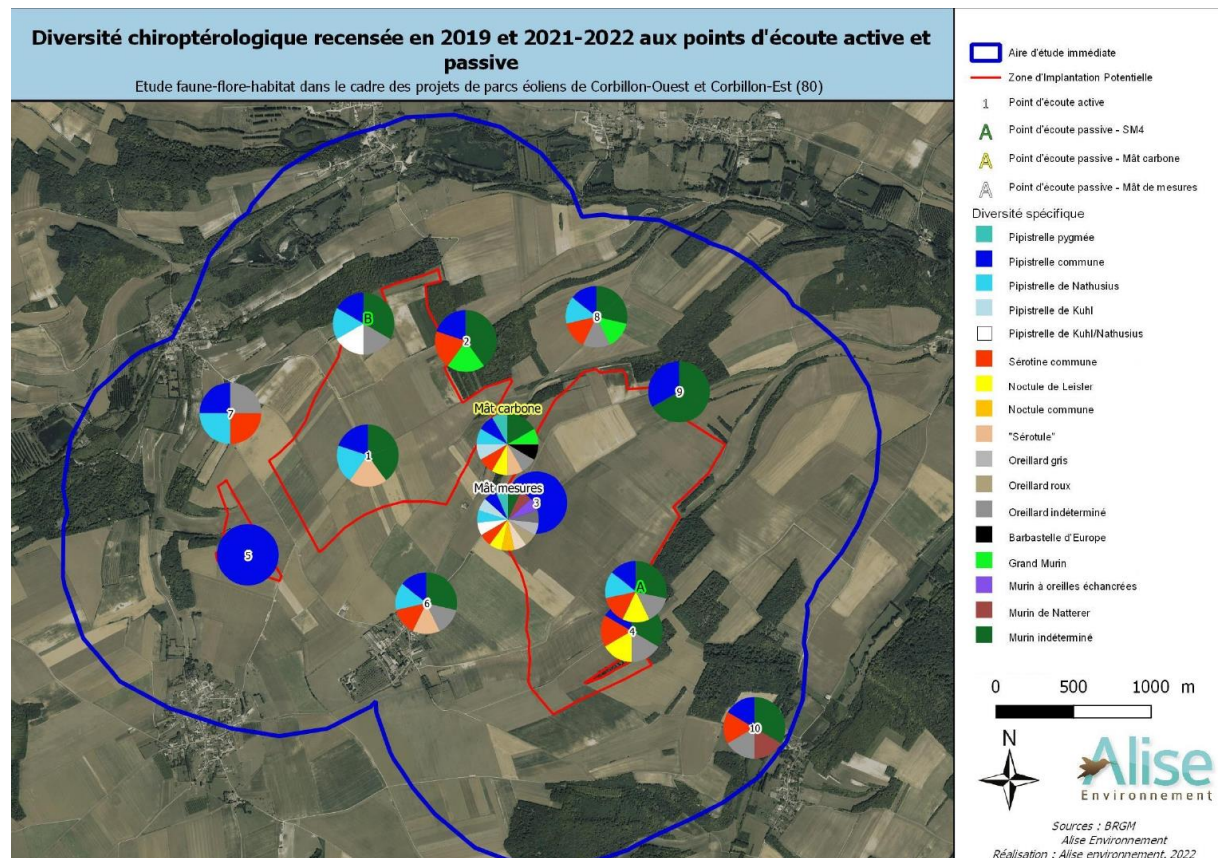 Diversité chiroptérologique recensée en 2019 et 2021-2022 aux points d'écoute active et
passive
Etude faune-flore-habitat dans le cadre des projets de parcs éoliens de Corbillon-Ouest et Corbillon-Est (80)
B
2
8
9
7
Mât carbone
1
Mât mesures
3
5
6
A
4
10
Aire d'étude immédiate
Zone d'Implantation Potentielle
1 Point d'écoute active
A Point d'écoute passive - SM4
A Point d'écoute passive - Mât carbone
A Point d'écoute passive - Mât de mesures
Diversité spécifique
Pipistrelle pygmée
Pipistrelle commune
Pipistrelle de Nathusius
Pipistrelle de Kuhl
Pipistrelle de Kuhl/Nathusius
Sérotine commune
Noctule de Leisler
Noctule commune
"Sérotule"
Oreillard gris
Oreillard roux
Oreillard indéterminé
Barbastelle d'Europe
Grand Murin
Murin à oreilles échancrées
Murin de Natterer
Murin indéterminé
0 500 1000 m
N
Alise
Environnement
Sources : BRGM
Alise Environnement
Réalisation : Alise environnement, 2022